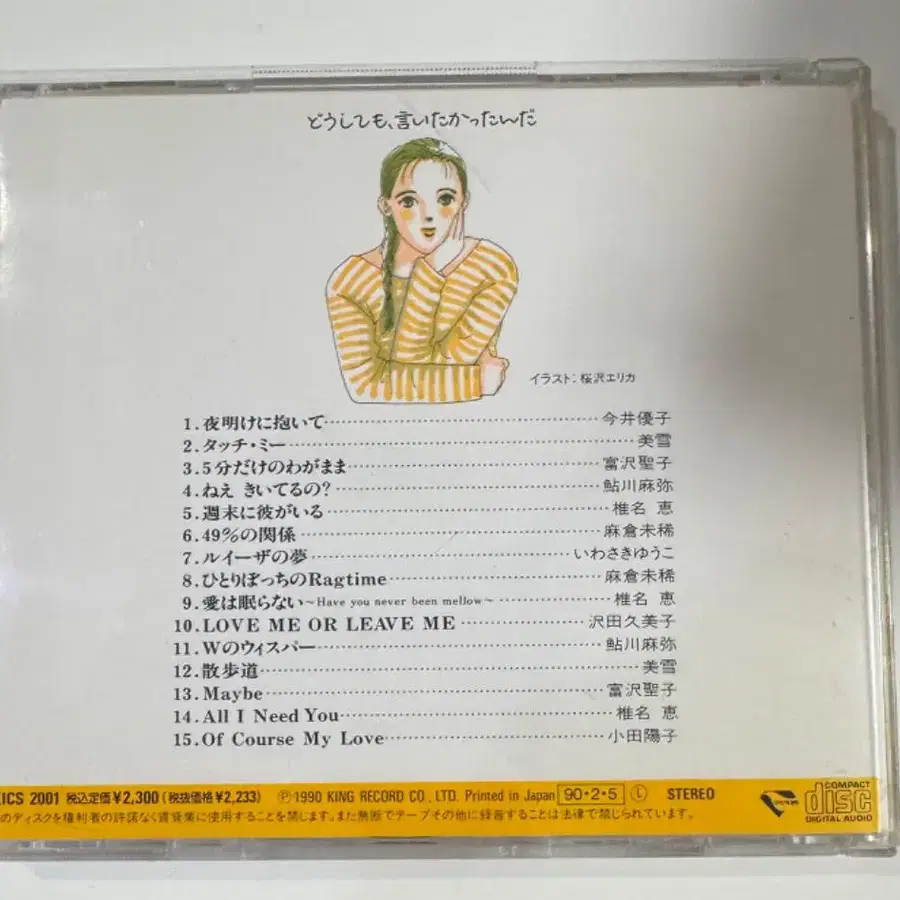 どうしても、言いたかったんだ
イラスト:桜沢エリカ
1.夜明けに抱いて……今井優子
2.タッチ・ミー……美雪
3.5分だけのわがまま……富沢聖子
4.ねえ きいてるの?……鮎川麻弥
5.週末に彼がいる……椎名 恵
6.49%の関係……麻倉未稀
7.ルイーザの夢……いわさきゆうこ
8.ひとりぼっちのRagtime……麻倉未稀
9.愛は眠らない〜Have you never been mellow〜……椎名 恵
10.LOVE ME OR LEAVE ME……沢田久美子
11.Wのウィスパー……鮎川麻弥
12.散歩道……美雪
13.Maybe……富沢聖子
14.All I Need You……椎名 恵
15.Of Course My Love……小田陽子
ICS 2001 税込定価¥2,300(税抜価格¥2,233) Ⓟ1990 KING RECORD CO., LTD. Printed in Japan 90・2・5 Ⓛ STEREO
のディスクを権利者の許諾なく賃貸業に使用することを禁じます。また無断でテープその他に録音することは法律で禁じられています。
COMPACT
disc
DIGITAL AUDIO